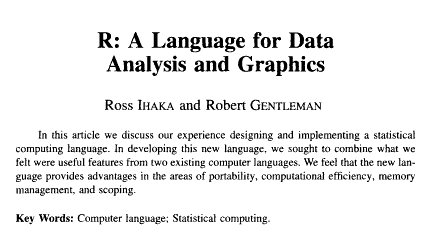 R: A Language for Data
Analysis and Graphics
Ross IHAKA and Robert GENTLEMAN
In this article we discuss our experience designing and implementing a statistical
computing language. In developing this new language, we sought to combine what we
felt were useful features from two existing computer languages. We feel that the new lan-
guage provides advantages in the areas of portability, computational efficiency, memory
management, and scoping.
Key Words: Computer language; Statistical computing.